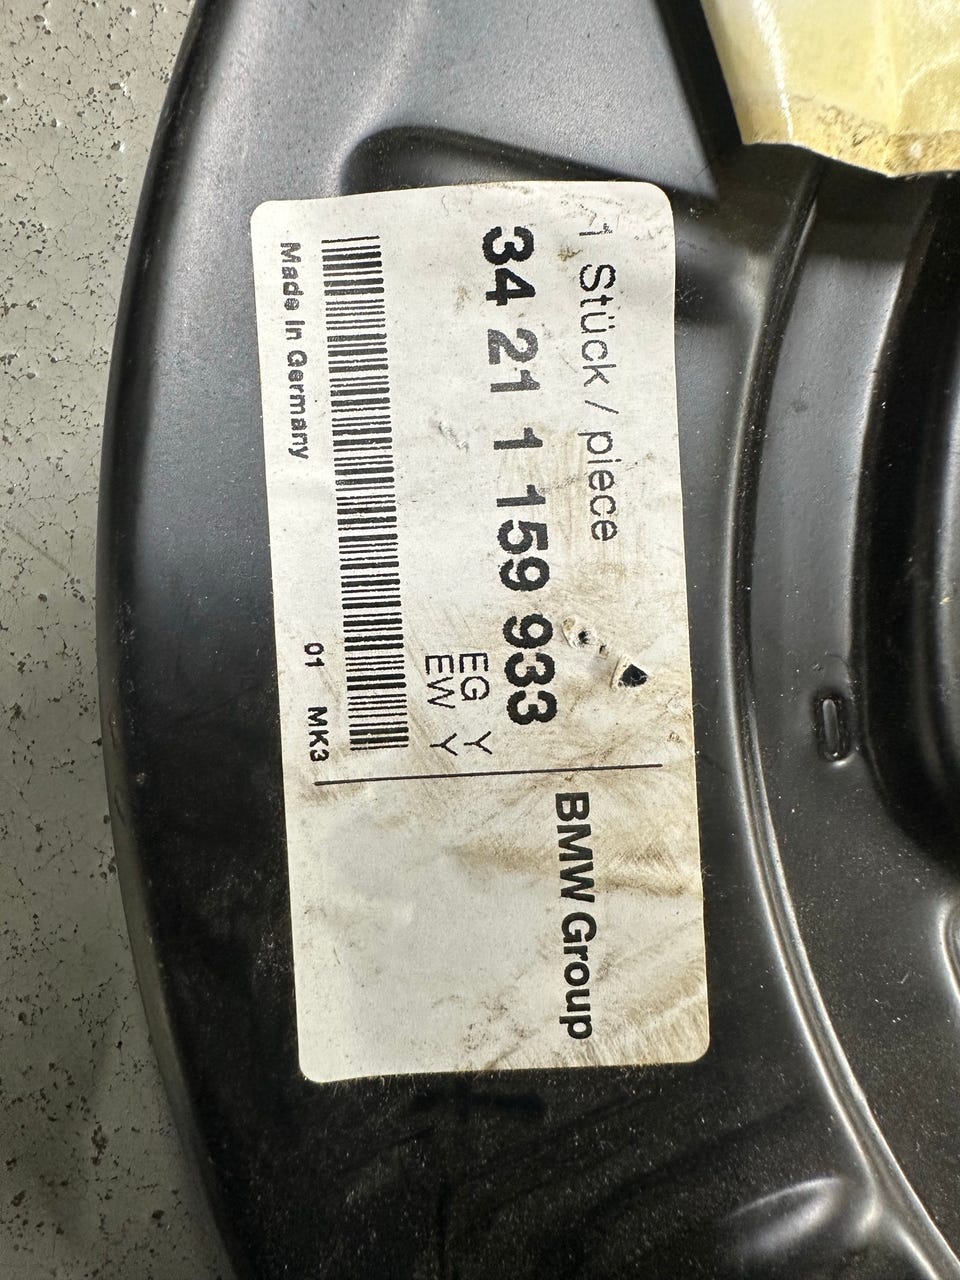 1 Stück / piece
34 21 1 159 933
EG Y
EW Y
01 MK3
Made in Germany
BMW Group